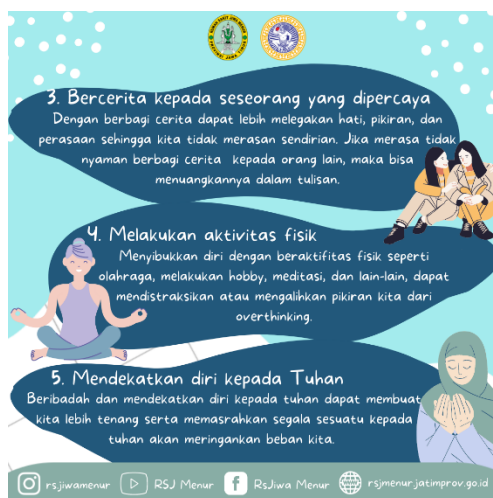 3. Bercerita kepada seseorang yang dipercaya
Dengan berbagi cerita dapat lebih melegakan hati, pikiran, dan
perasaan sehingga kita tidak merasan sendirian. Jika merasa tidak
nyaman berbagi cerita kepada orang lain, maka bisa
menuangkannya dalam tulisan.
4. Melakukan aktivitas fisik
Menyibukkan diri dengan beraktifitas fisik seperti
olahraga, melakukan hobby, meditasi, dan lain-lain, dapat
mendistraksikan atau mengalihkan pikiran kita dari
overthinking.
5. Mendekatkan diri kepada Tuhan
Beribadah dan mendekatkan diri kepada tuhan dapat membuat
kita lebih tenang serta memasrahkan segala sesuatu kepada
tuhan akan meringankan beban kita.
rsjiwamenur RSJ Menur RsJiwa Menur rsjmenur.jatimprov.go.id